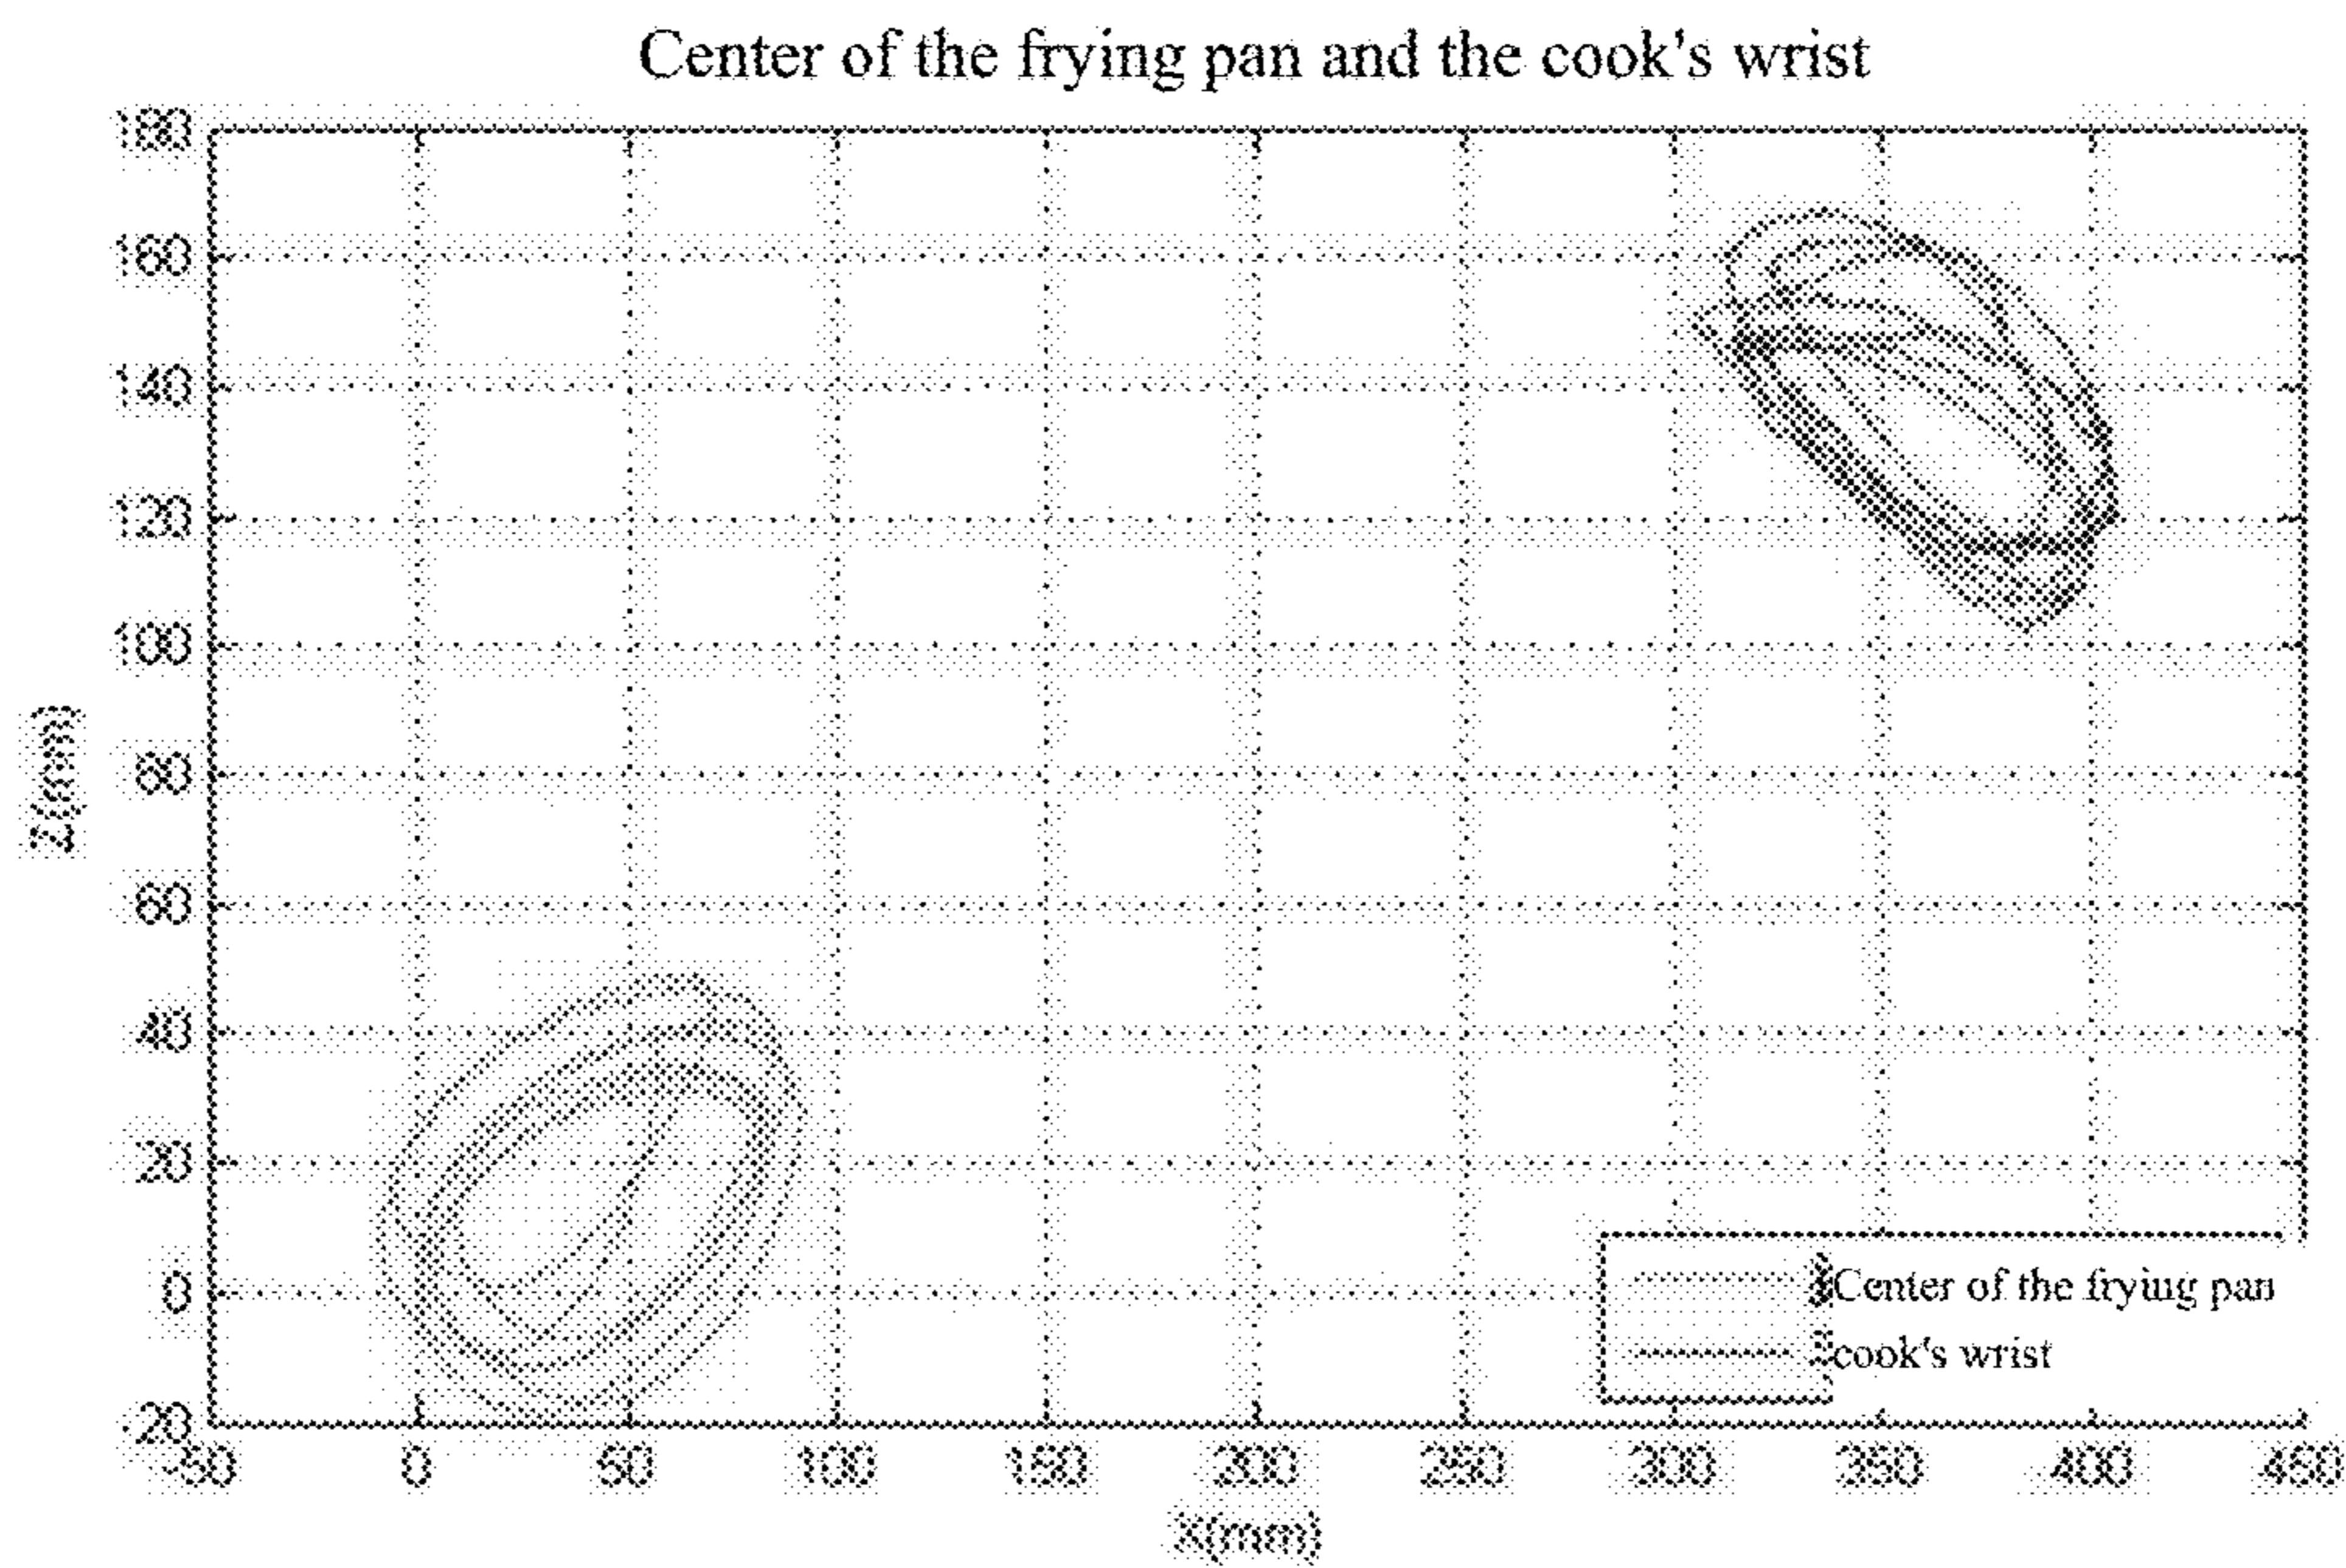 Center of the frying pan and the cook's wrist
180
160
140
120
100
80
60
40
20
0
-20
Z(mm)
-50 0 50 100 150 200 250 300 350 400 450
X(mm)
Center of the frying pan
cook's wrist